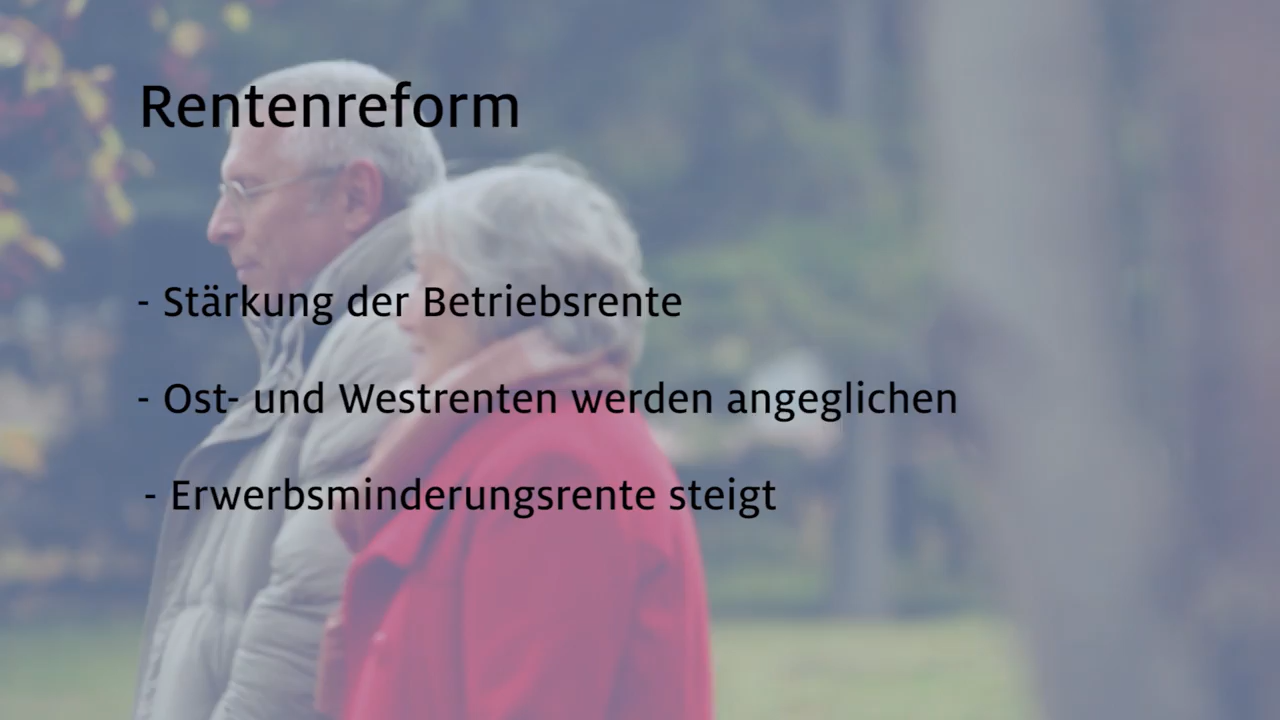 Rentenreform
- Stärkung der Betriebsrente
- Ost- und Westrenten werden angeglichen
- Erwerbsminderungsrente steigt